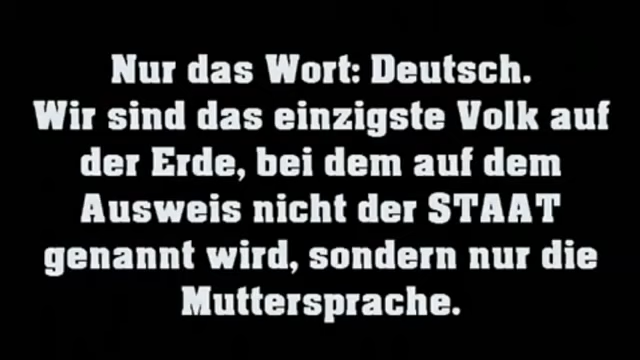 Nur das Wort: Deutsch.
Wir sind das einzigste Volk auf
der Erde, bei dem auf dem
Ausweis nicht der STAAT
genannt wird, sondern nur die
Muttersprache.